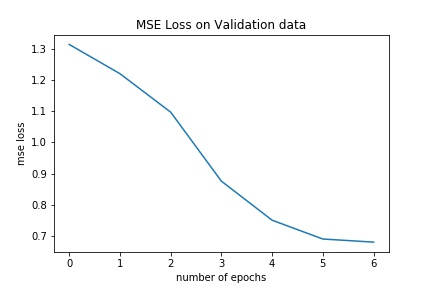 MSE Loss on Validation data
mse loss
1.3
1.2
1.1
1.0
0.9
0.8
0.7
0 1 2 3 4 5 6
number of epochs